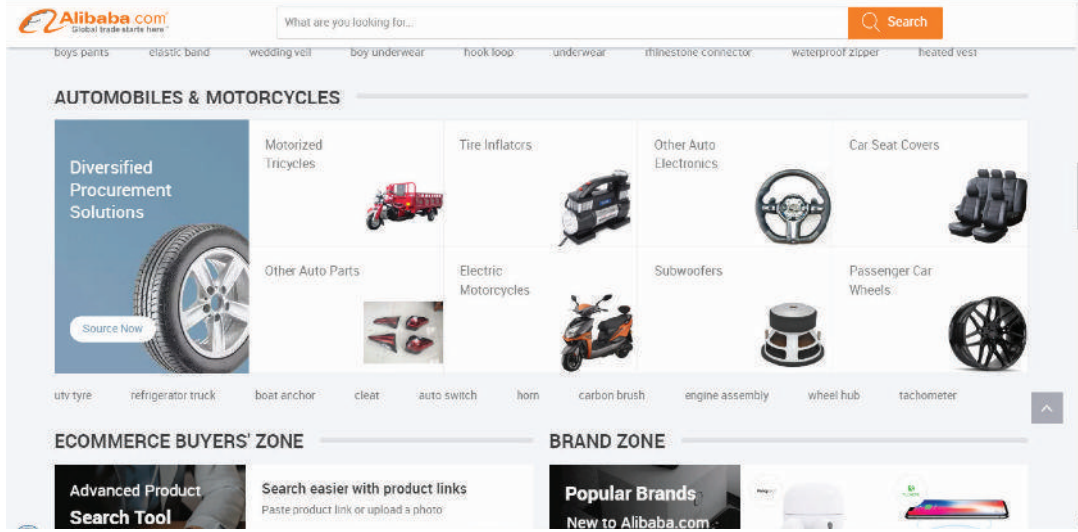 Alibaba.com
Global trade starts here
What are you looking for...
Search
boys pants elastic band wedding veil boy underwear hook loop underwear rhinestone connector waterproof zipper heated vest
AUTOMOBILES & MOTORCYCLES
Diversified
Procurement
Solutions
Source Now
Motorized
Tricycles
Tire Inflators
Other Auto
Electronics
Car Seat Covers
Other Auto Parts
Electric
Motorcycles
Subwoofers
Passenger Car
Wheels
utv tyre refrigerator truck boat anchor cleat auto switch horn carbon brush engine assembly wheel hub tachometer
ECOMMERCE BUYERS' ZONE
BRAND ZONE
Advanced Product
Search Tool
Search easier with product links
Paste product link or upload a photo
Popular Brands
New to Alibaba.com